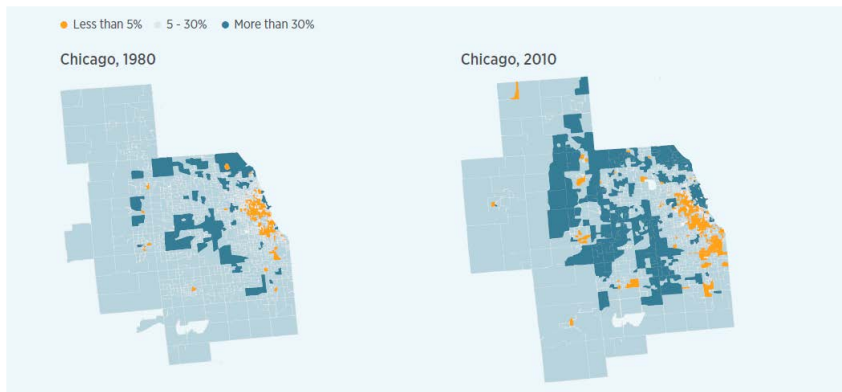 Less than 5% 5 - 30% More than 30%
Chicago, 1980
Chicago, 2010